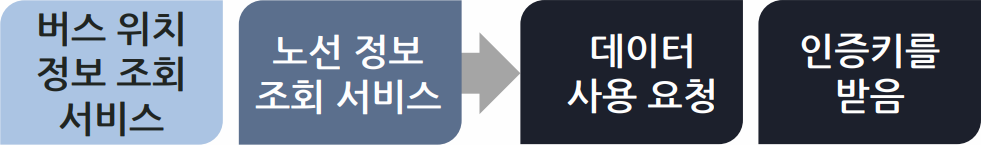 버스 위치
정보 조회
서비스
노선 정보
조회 서비스
데이터
사용 요청
인증키를
받음